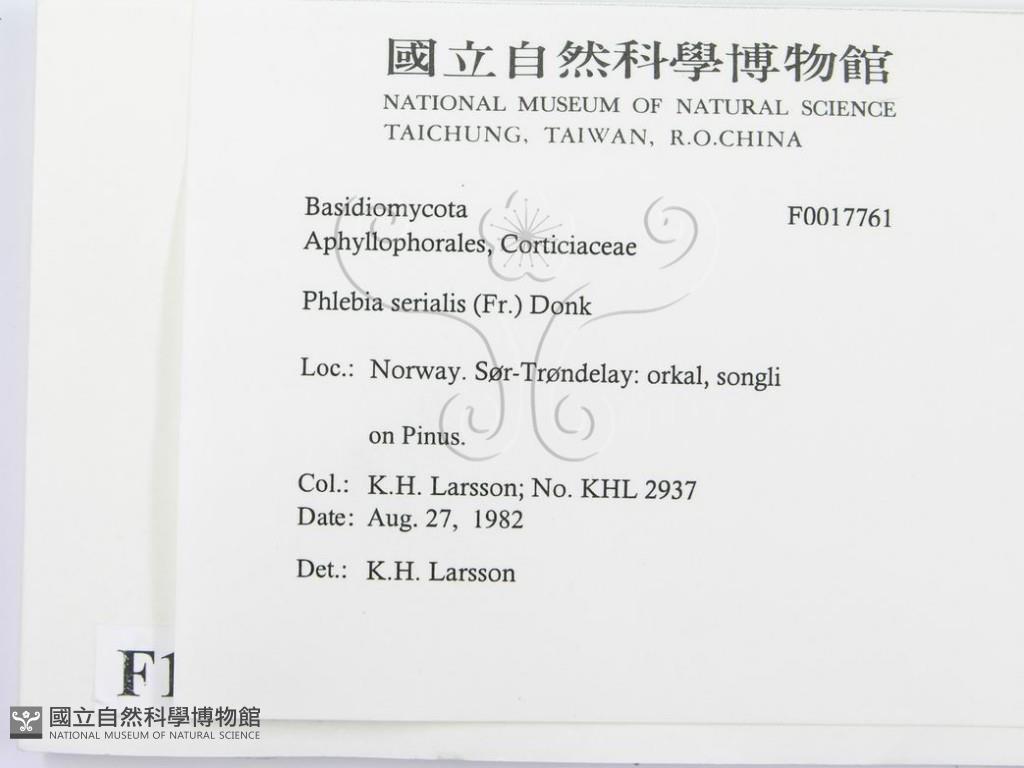 國立自然科學博物館
NATIONAL MUSEUM OF NATURAL SCIENCE
TAICHUNG, TAIWAN, R.O.CHINA
Basidiomycota F0017761
Aphyllophorales, Corticiaceae
Phlebia serialis (Fr.) Donk
Loc.: Norway. Sør-Trøndelay: orkal, songli
on Pinus.
Col.: K.H. Larsson; No. KHL 2937
Date: Aug. 27, 1982
Det.: K.H. Larsson
F1
國立自然科學博物館
NATIONAL MUSEUM OF NATURAL SCIENCE